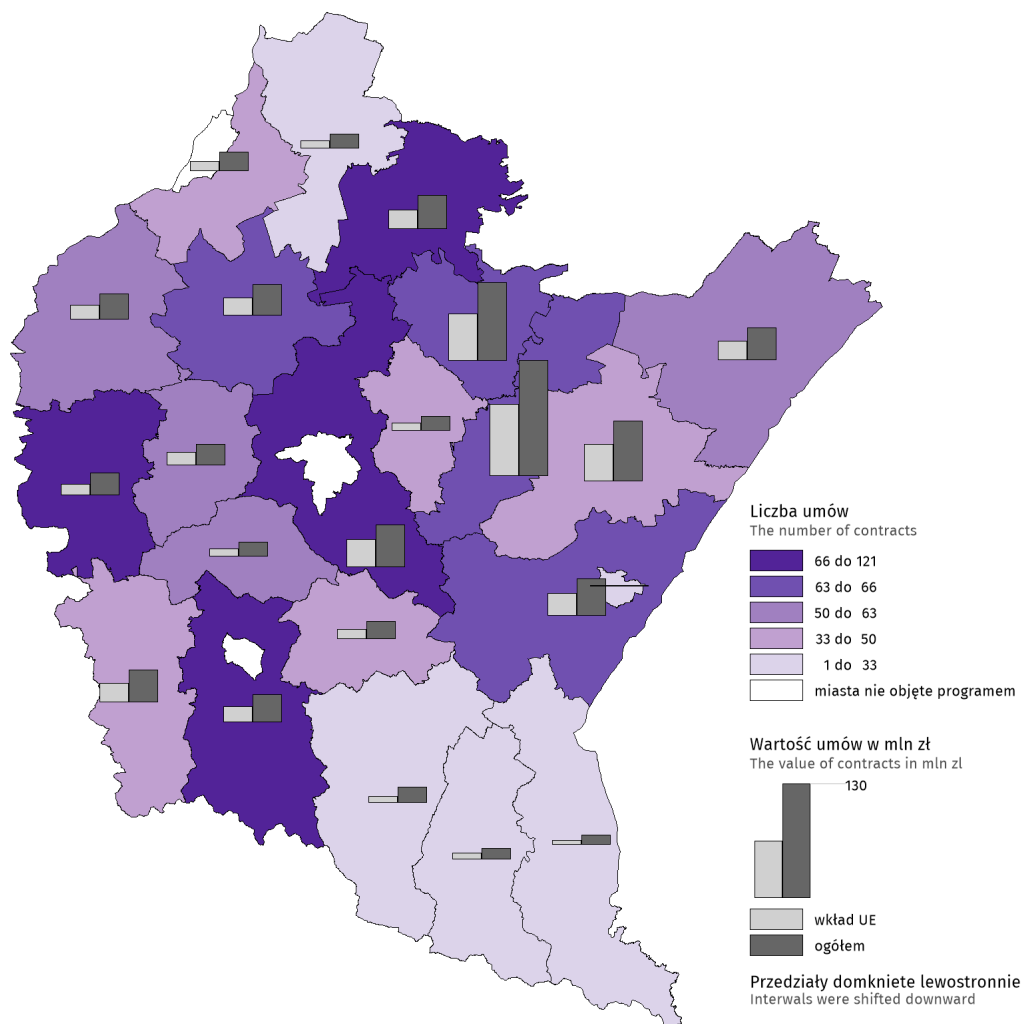 Liczba umów
The number of contracts
66 do 121
63 do 66
50 do 63
33 do 50
1 do 33
miasta nie objęte programem
Wartość umów w mln zł
The value of contracts in mln zl
130
wkład UE
ogółem
Przedziały domkniete lewostronnie
Interwals were shifted downward